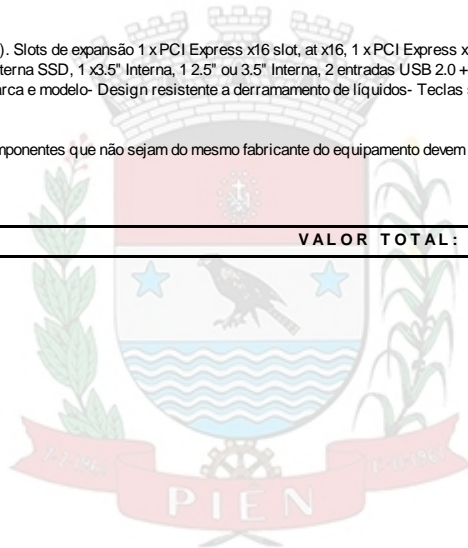 ). Slots de expansão 1 x PCI Express x16 slot, at x16, 1 x PCI Express x
terna SSD, 1 x3.5" Interna, 1 2.5" ou 3.5" Interna, 2 entradas USB 2.0 +
arca e modelo- Design resistente a derramamento de líquidos- Teclas
mponentes que não sejam do mesmo fabricante do equipamento devem
VALOR TOTAL:
PIÊN